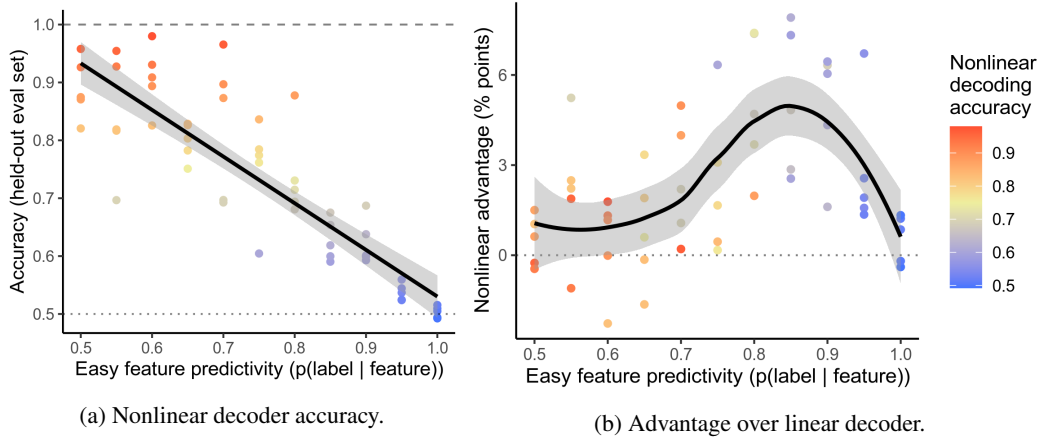 Accuracy (held-out eval set)
1.0
0.9
0.8
0.7
0.6
0.5
0.5 0.6 0.7 0.8 0.9 1.0
Easy feature predictivity (p(label | feature))
(a) Nonlinear decoder accuracy.
Nonlinear advantage (% points)
6
3
0
0.5 0.6 0.7 0.8 0.9 1.0
Easy feature predictivity (p(label | feature))
(b) Advantage over linear decoder.
Nonlinear
decoding
accuracy
0.9
0.8
0.7
0.6
0.5